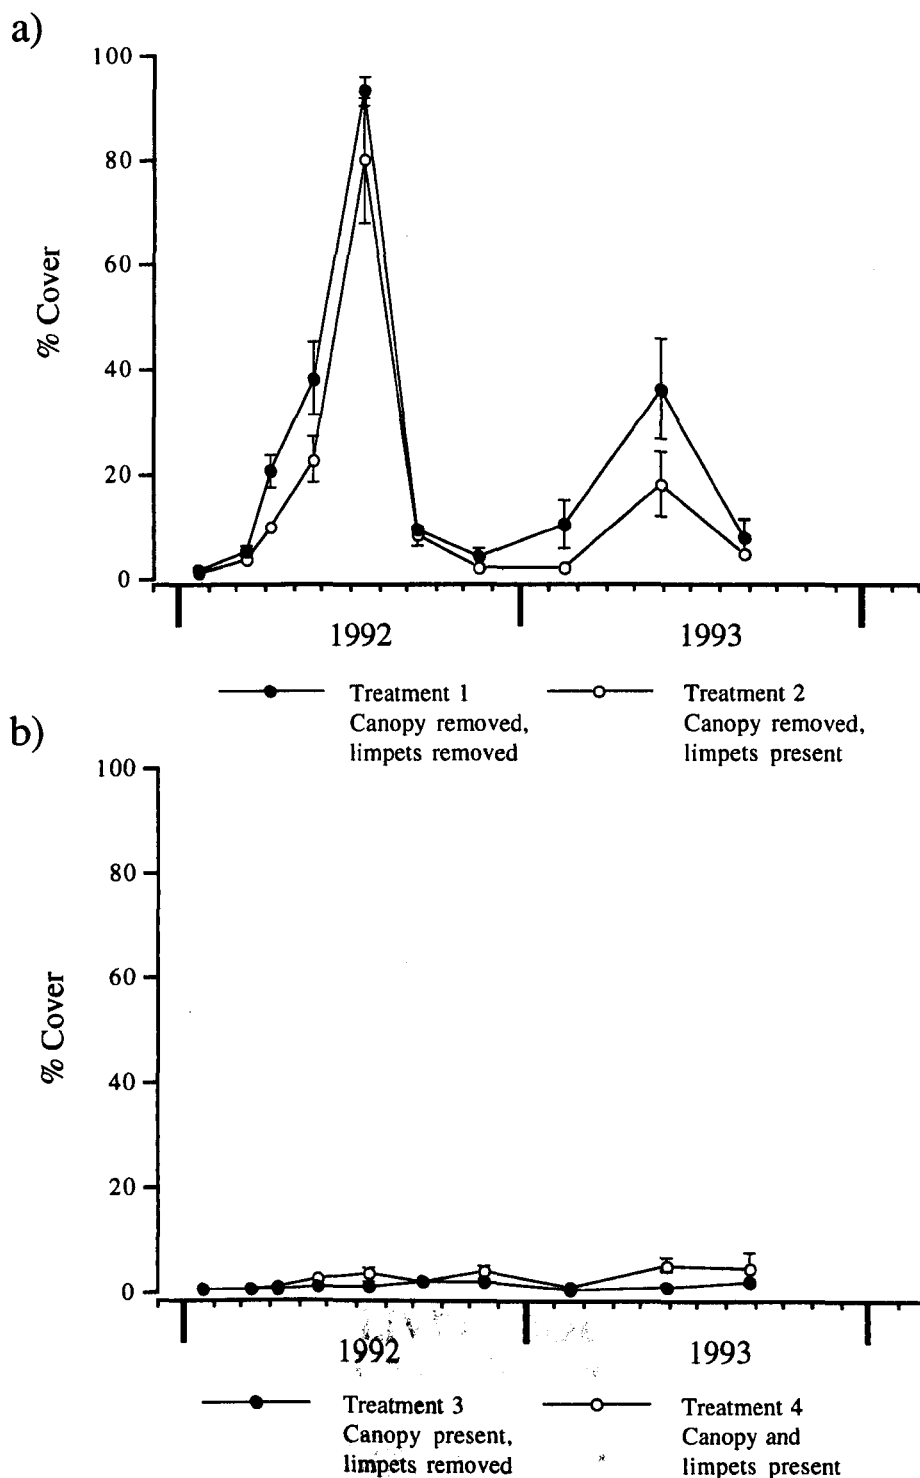 a)
100
80
60
40
20
0
% Cover
1992
1993
Treatment 1
Canopy removed,
limpets removed
Treatment 2
Canopy removed,
limpets present
b)
100
80
60
40
20
0
% Cover
1992
1993
Treatment 3
Canopy present,
limpets removed
Treatment 4
Canopy and
limpets present